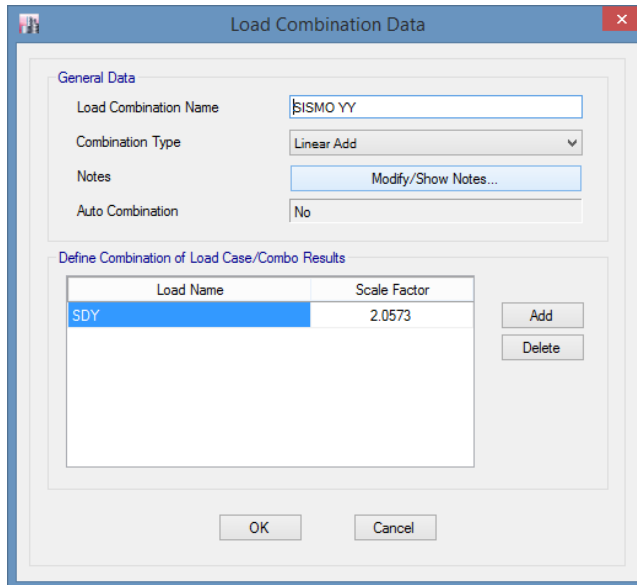 Load Combination Data
General Data
Load Combination Name SISMO YY
Combination Type Linear Add
Notes Modify/Show Notes...
Auto Combination No
Define Combination of Load Case/Combo Results
Load Name Scale Factor
SDY 2.0573
Add
Delete
OK Cancel